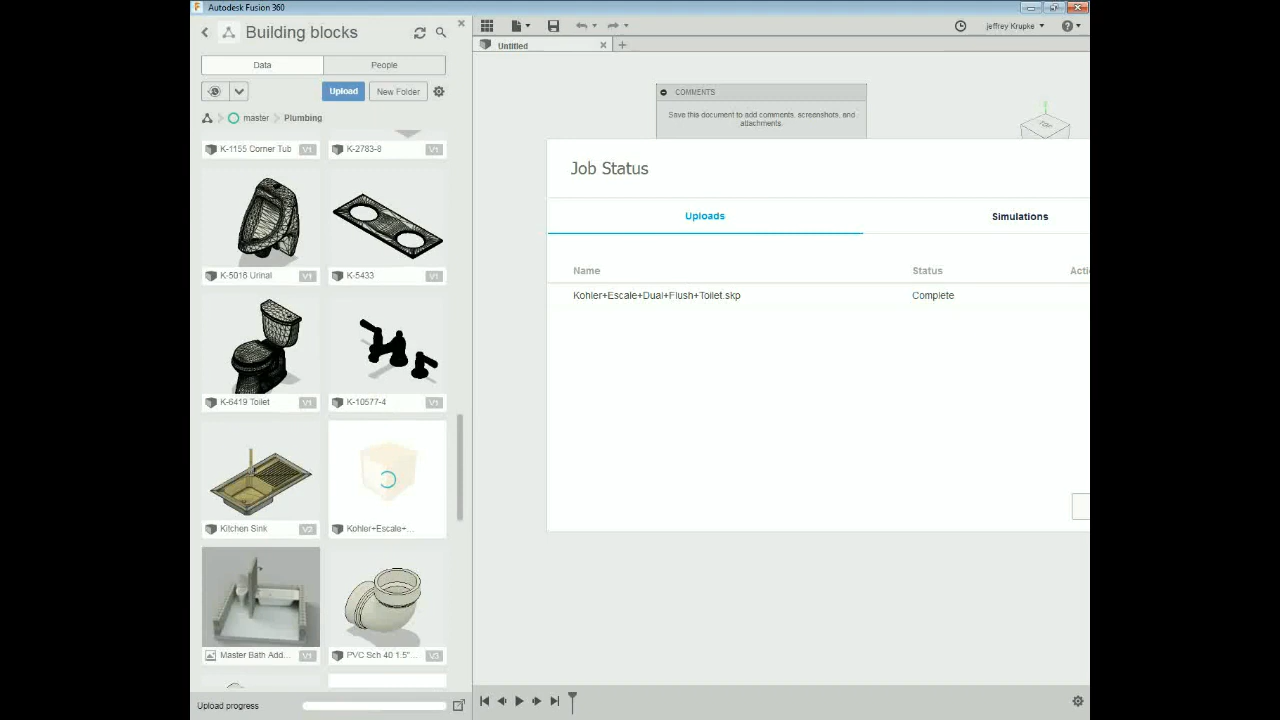 Autodesk Fusion 360
Building blocks
Data
People
Upload
New Folder
master
Plumbing
K-1155 Corner Tub V1
K-2783-8 V1
K-5016 Urinal V1
K-5433 V1
K-6419 Toilet V1
K-10577-4 V1
Kitchen Sink V2
Kohler+Escale+...
Master Bath Add... V1
PVC Sch 40 1.5"... V3
Upload progress
jeffrey Krupke
Untitled
COMMENTS
Save this document to add comments, screenshots, and
attachments.
Job Status
Uploads
Simulations
Name
Status
Acti
Kohler+Escale+Dual+Flush+Toilet.skp
Complete